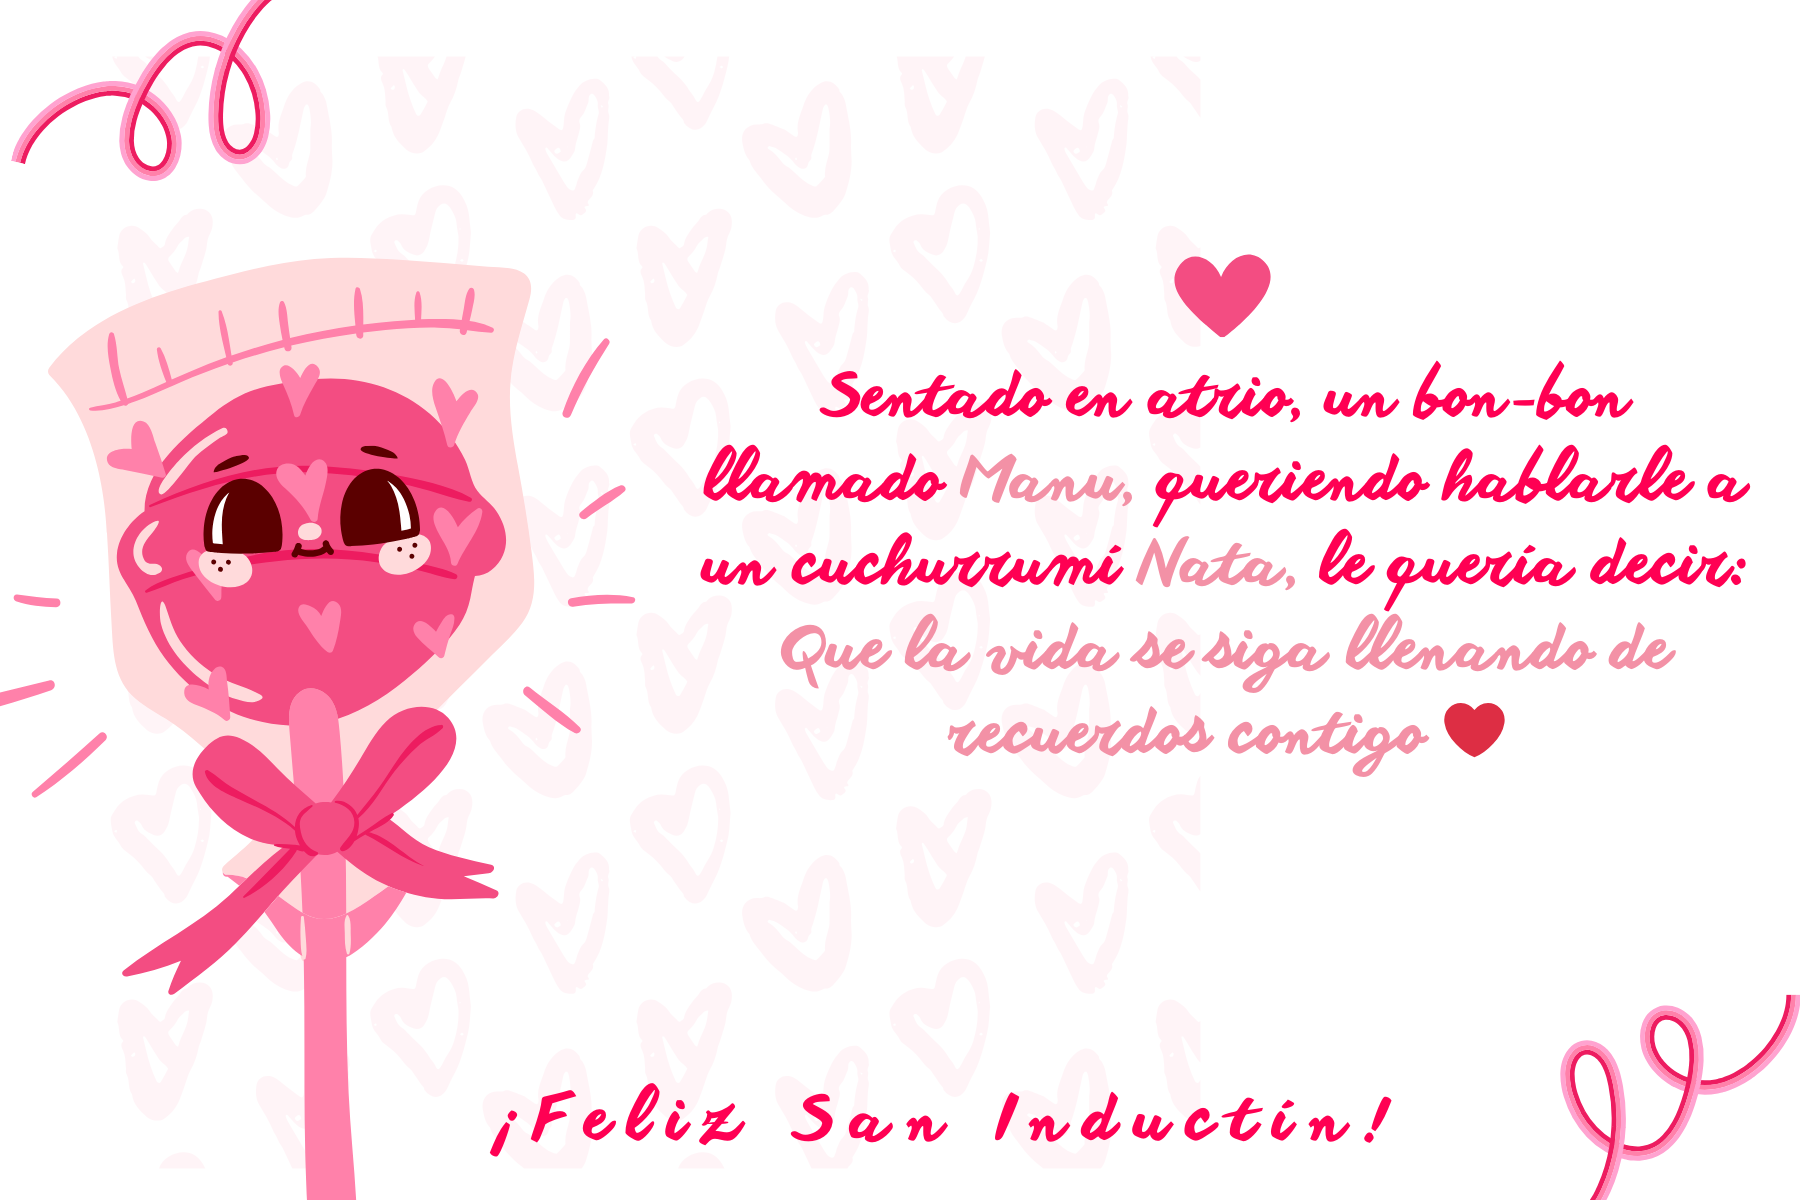 Sentado en atrio, un bon-bon
llamado Manu, queriendo hablarle a
un cuchurrumí Nata, le quería decir:
Que la vida se siga llenando de
recuerdos contigo ❤
¡Feliz San Inductín!